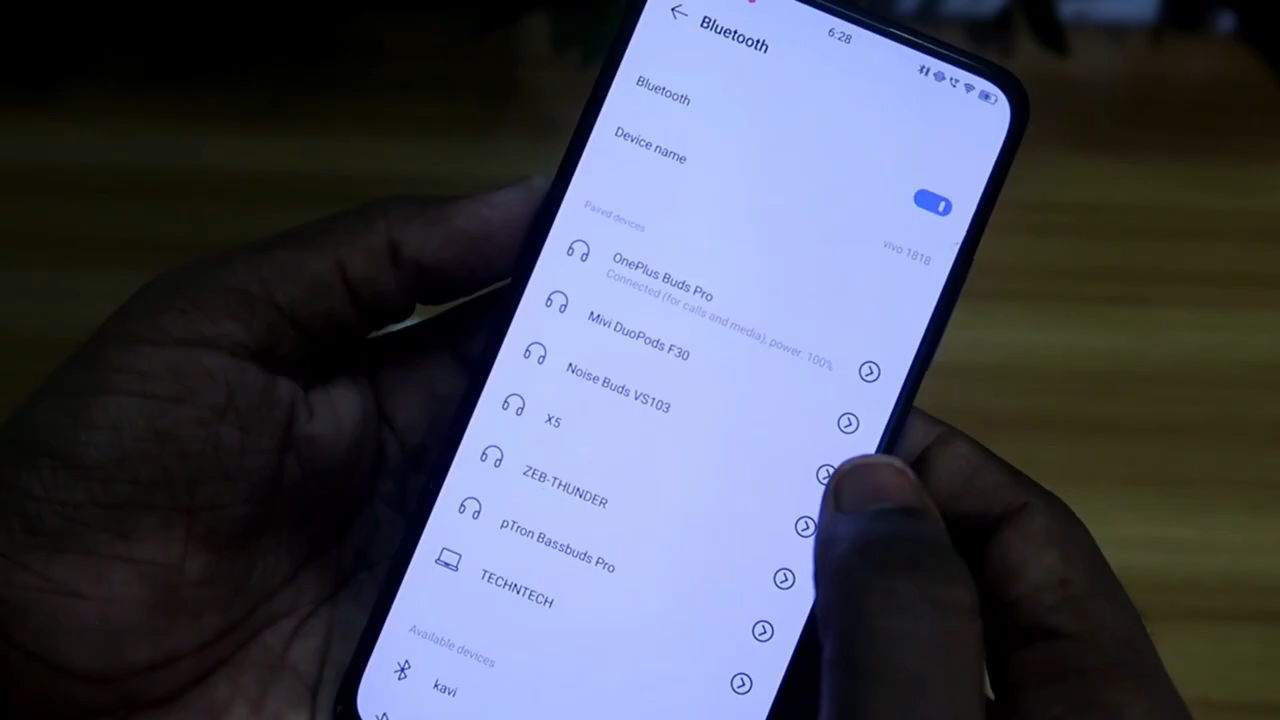 6:28
Bluetooth
Bluetooth
Device name
vivo 1818
Paired devices
OnePlus Buds Pro
Connected (for calls and media), power: 100%
Mivi DuoPods F30
Noise Buds VS103
X5
ZEB-THUNDER
pTron Bassbuds Pro
TECHNTECH
Available devices
kavi